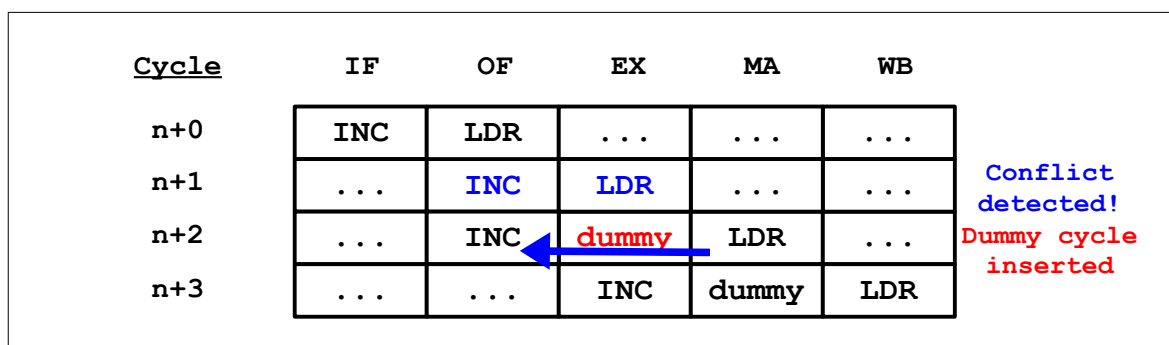 Cycle IF OF EX MA WB
n+0 INC LDR ... ... ...
n+1 ... INC LDR ... ...
Conflict
detected!
n+2 ... INC dummy LDR ...
Dummy cycle
inserted
n+3 ... ... INC dummy LDR